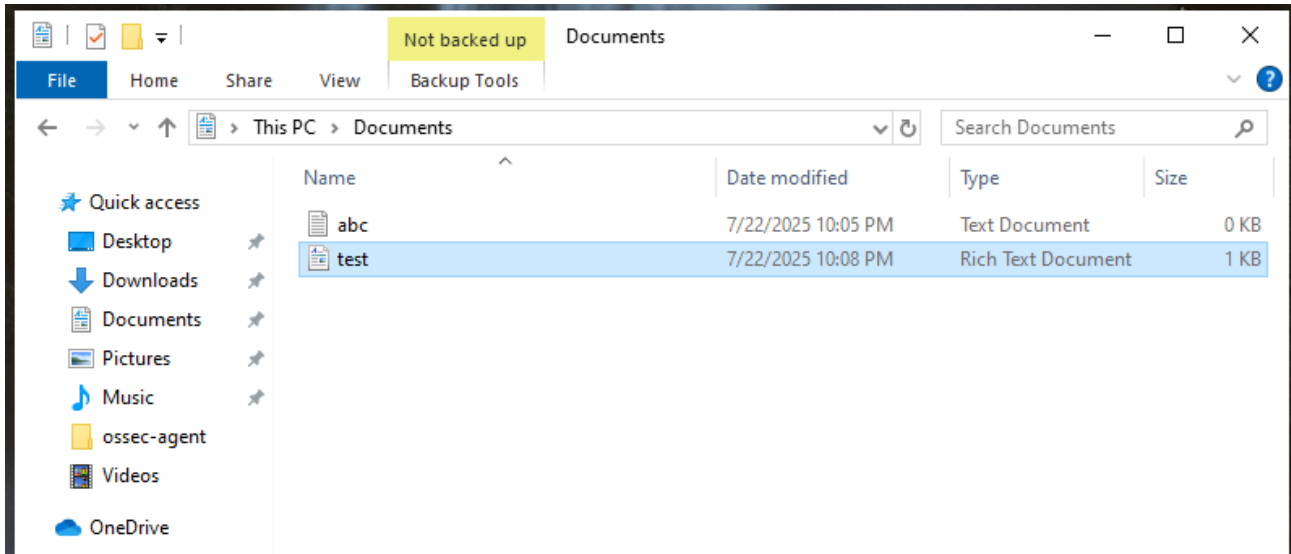 Not backed up Documents
File Home Share View Backup Tools
This PC > Documents Search Documents
Name Date modified Type Size
Quick access
abc 7/22/2025 10:05 PM Text Document 0 KB
Desktop
test 7/22/2025 10:08 PM Rich Text Document 1 KB
Downloads
Documents
Pictures
Music
ossec-agent
Videos
OneDrive